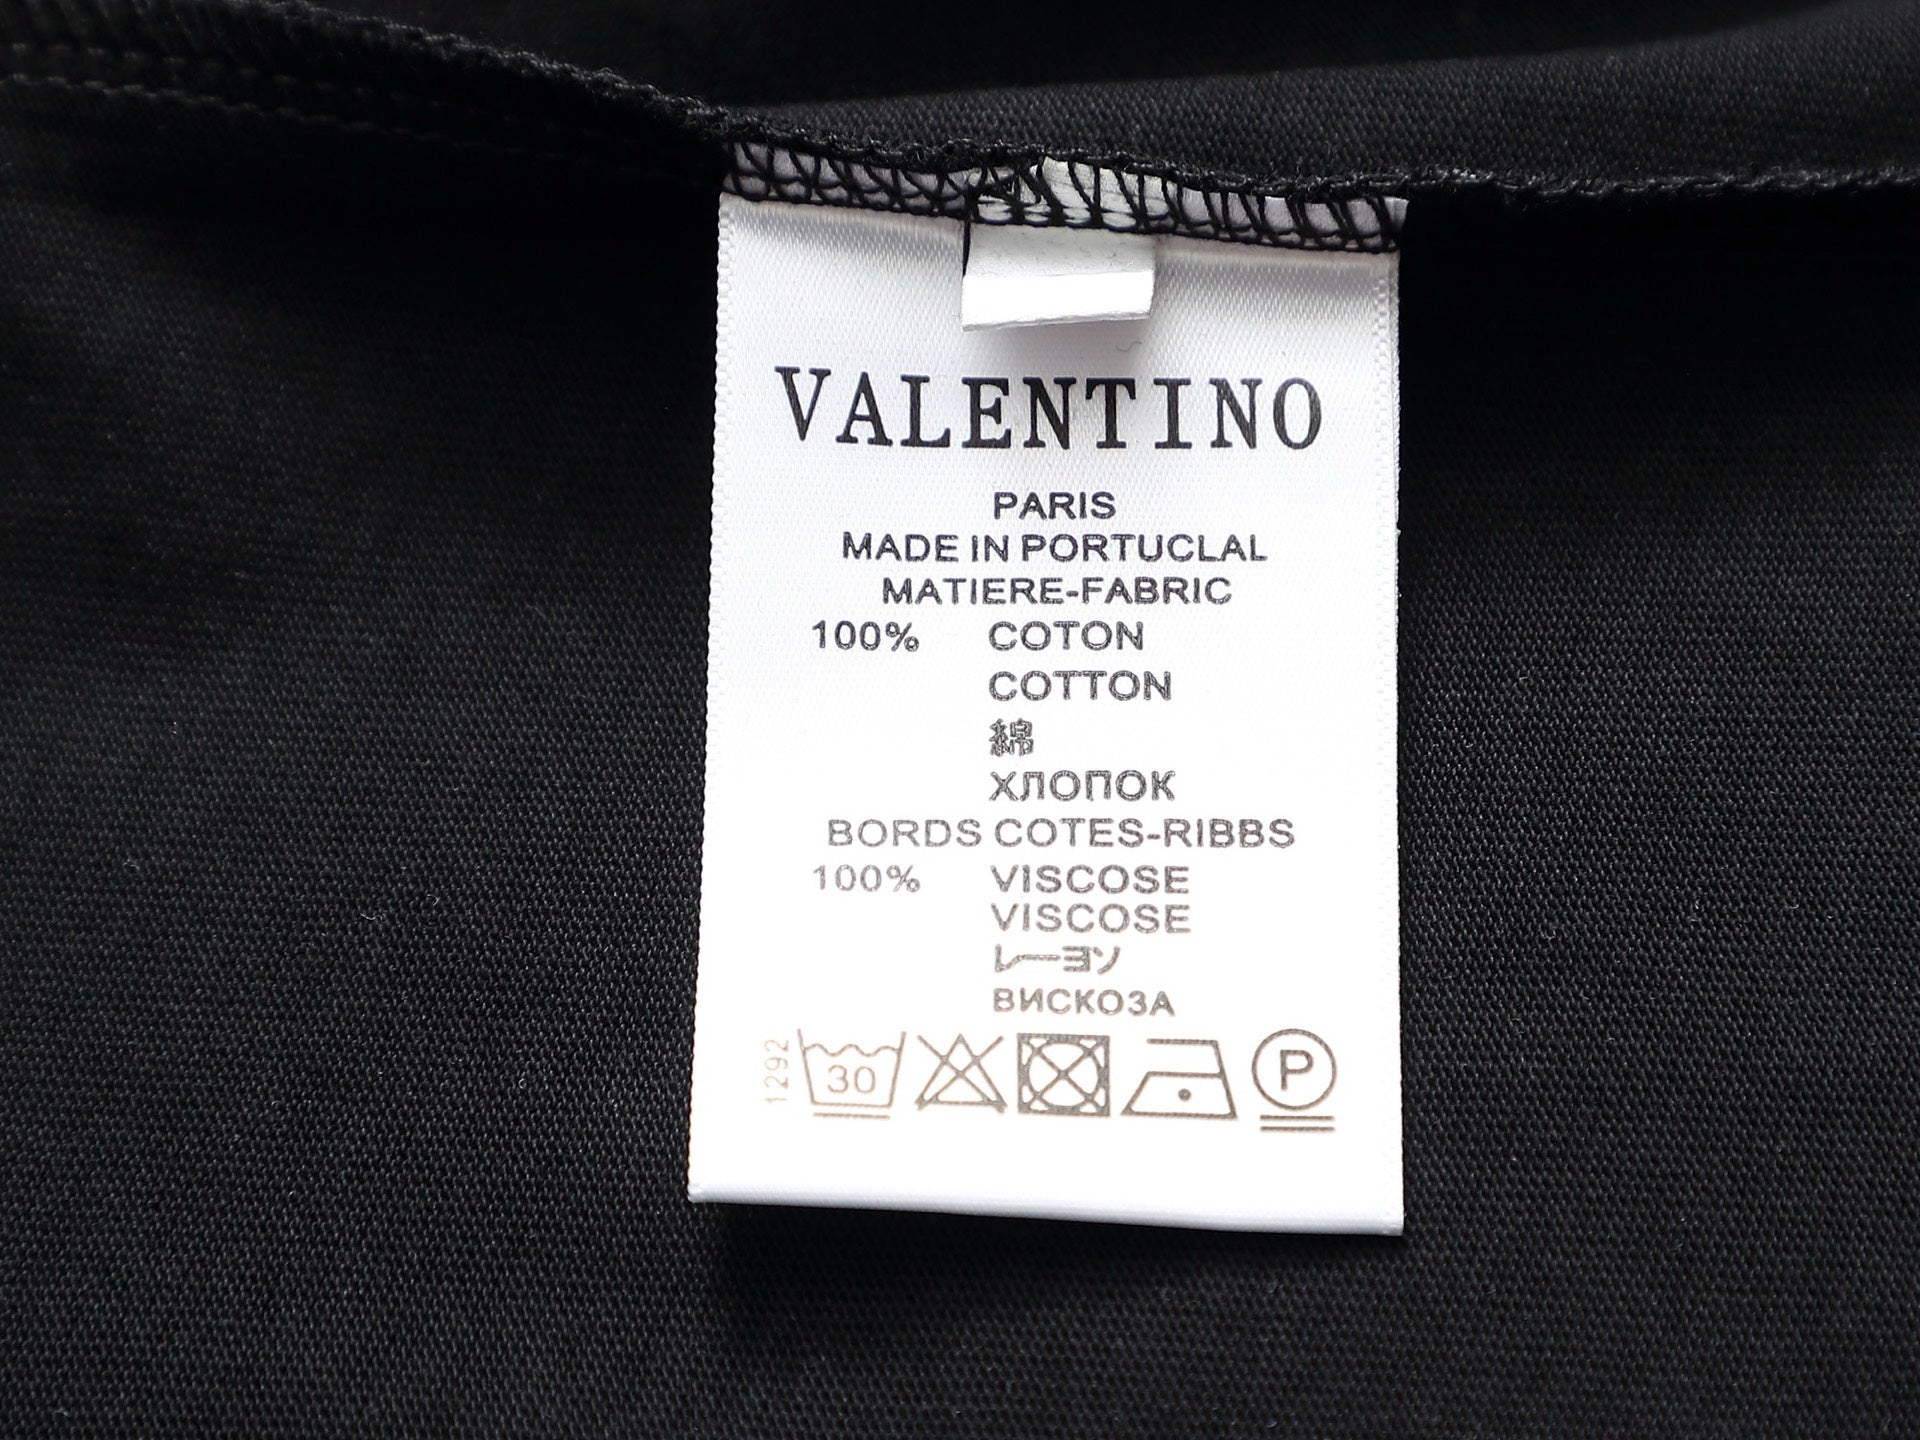 VALENTINO
PARIS
MADE IN PORTUCLAL
MATIERE-FABRIC
100% COTON
COTTON
綿
ХЛОПОК
BORDS COTES-RIBBS
100% VISCOSE
VISCOSE
レーヨソ
ВИСКОЗА
1292
30
P